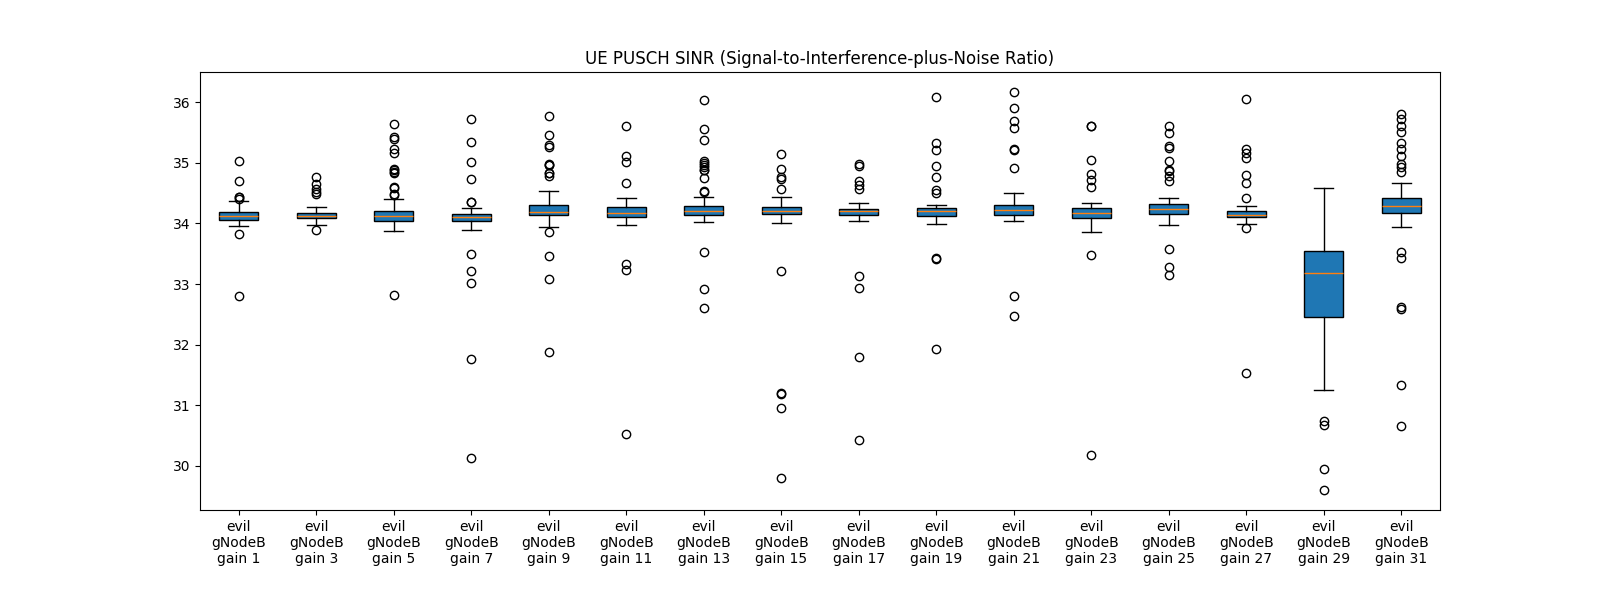 UE PUSCH SINR (Signal-to-Interference-plus-Noise Ratio)
36
35
34
33
32
31
30
evil gNodeB gain 1
evil gNodeB gain 3
evil gNodeB gain 5
evil gNodeB gain 7
evil gNodeB gain 9
evil gNodeB gain 11
evil gNodeB gain 13
evil gNodeB gain 15
evil gNodeB gain 17
evil gNodeB gain 19
evil gNodeB gain 21
evil gNodeB gain 23
evil gNodeB gain 25
evil gNodeB gain 27
evil gNodeB gain 29
evil gNodeB gain 31